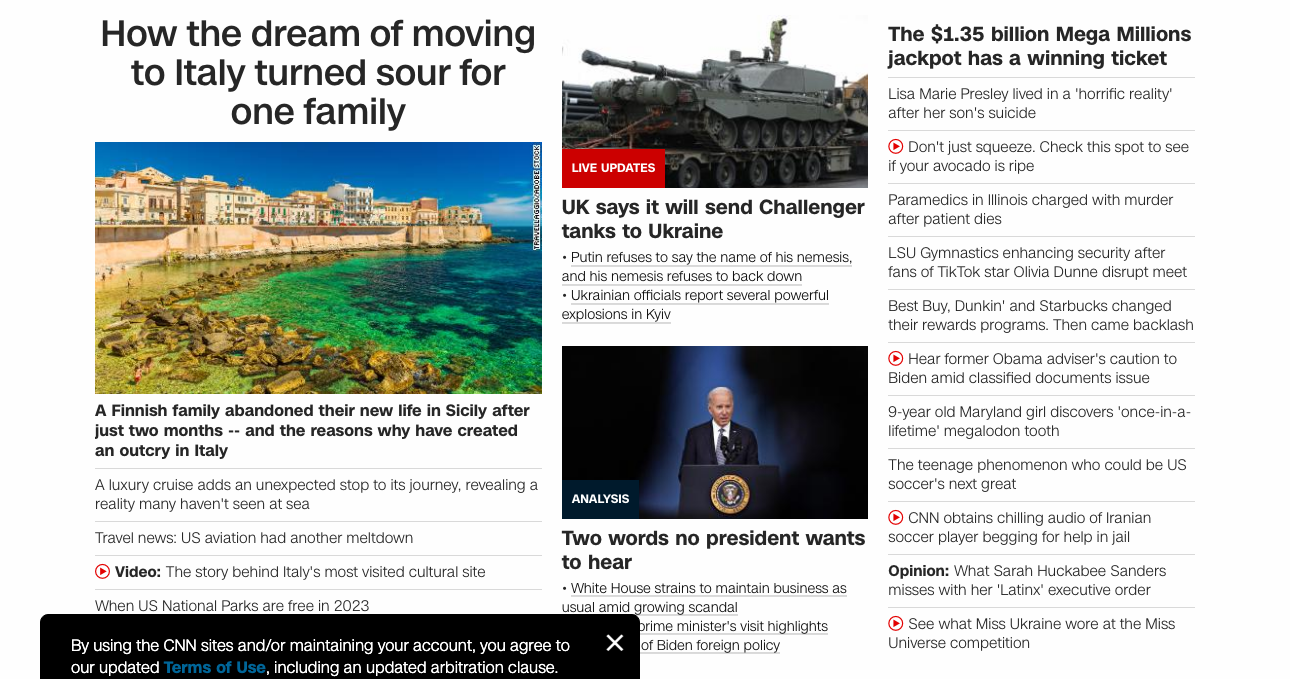 How the dream of moving
to Italy turned sour for
one family
TRAVELLAGGIO/ADOBE STOCK
A Finnish family abandoned their new life in Sicily after
just two months -- and the reasons why have created
an outcry in Italy
A luxury cruise adds an unexpected stop to its journey, revealing a
reality many haven't seen at sea
Travel news: US aviation had another meltdown
Video: The story behind Italy's most visited cultural site
When US National Parks are free in 2023
LIVE UPDATES
UK says it will send Challenger
tanks to Ukraine
• Putin refuses to say the name of his nemesis,
and his nemesis refuses to back down
• Ukrainian officials report several powerful
explosions in Kyiv
ANALYSIS
Two words no president wants
to hear
• White House strains to maintain business as
usual amid growing scandal
prime minister's visit highlights
of Biden foreign policy
The $1.35 billion Mega Millions
jackpot has a winning ticket
Lisa Marie Presley lived in a 'horrific reality'
after her son's suicide
Don't just squeeze. Check this spot to see
if your avocado is ripe
Paramedics in Illinois charged with murder
after patient dies
LSU Gymnastics enhancing security after
fans of TikTok star Olivia Dunne disrupt meet
Best Buy, Dunkin' and Starbucks changed
their rewards programs. Then came backlash
Hear former Obama adviser's caution to
Biden amid classified documents issue
9-year old Maryland girl discovers 'once-in-a-
lifetime' megalodon tooth
The teenage phenomenon who could be US
soccer's next great
CNN obtains chilling audio of Iranian
soccer player begging for help in jail
Opinion: What Sarah Huckabee Sanders
misses with her 'Latinx' executive order
See what Miss Ukraine wore at the Miss
Universe competition
By using the CNN sites and/or maintaining your account, you agree to
our updated Terms of Use, including an updated arbitration clause.